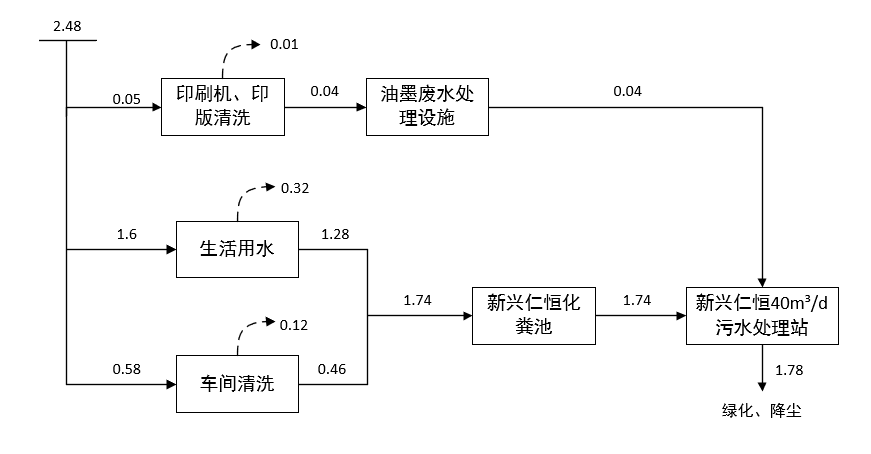 2.48
0.01
0.05
印刷机、印
版清洗
0.04
油墨废水处
理设施
0.04
0.32
1.6
生活用水
1.28
1.74
新兴仁恒化
粪池
1.74
新兴仁恒40m³/d
污水处理站
0.12
0.58
车间清洗
0.46
1.78
绿化、降尘